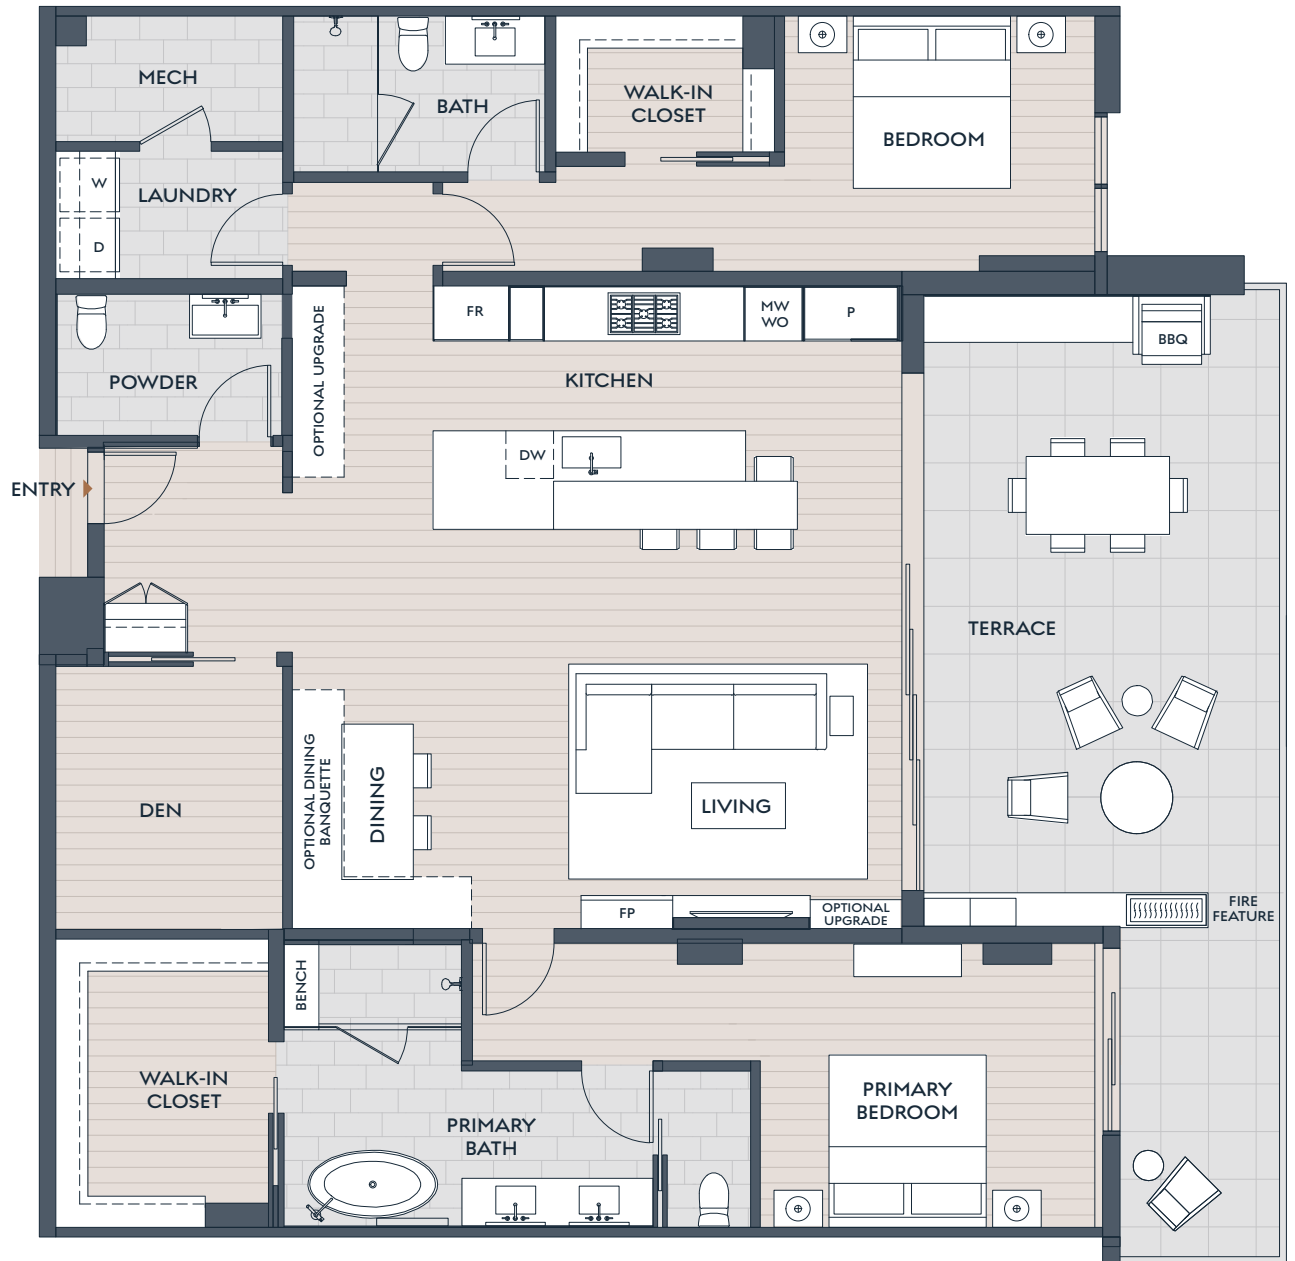 MECH
BATH
WALK-IN
CLOSET
BEDROOM
W
D
LAUNDRY
POWDER
OPTIONAL UPGRADE
FR
MW
WO
P
BBQ
KITCHEN
DW
ENTRY
TERRACE
DEN
OPTIONAL DINING
BANQUETTE
DINING
LIVING
FP
OPTIONAL
UPGRADE
FIRE
FEATURE
BENCH
WALK-IN
CLOSET
PRIMARY
BATH
PRIMARY
BEDROOM